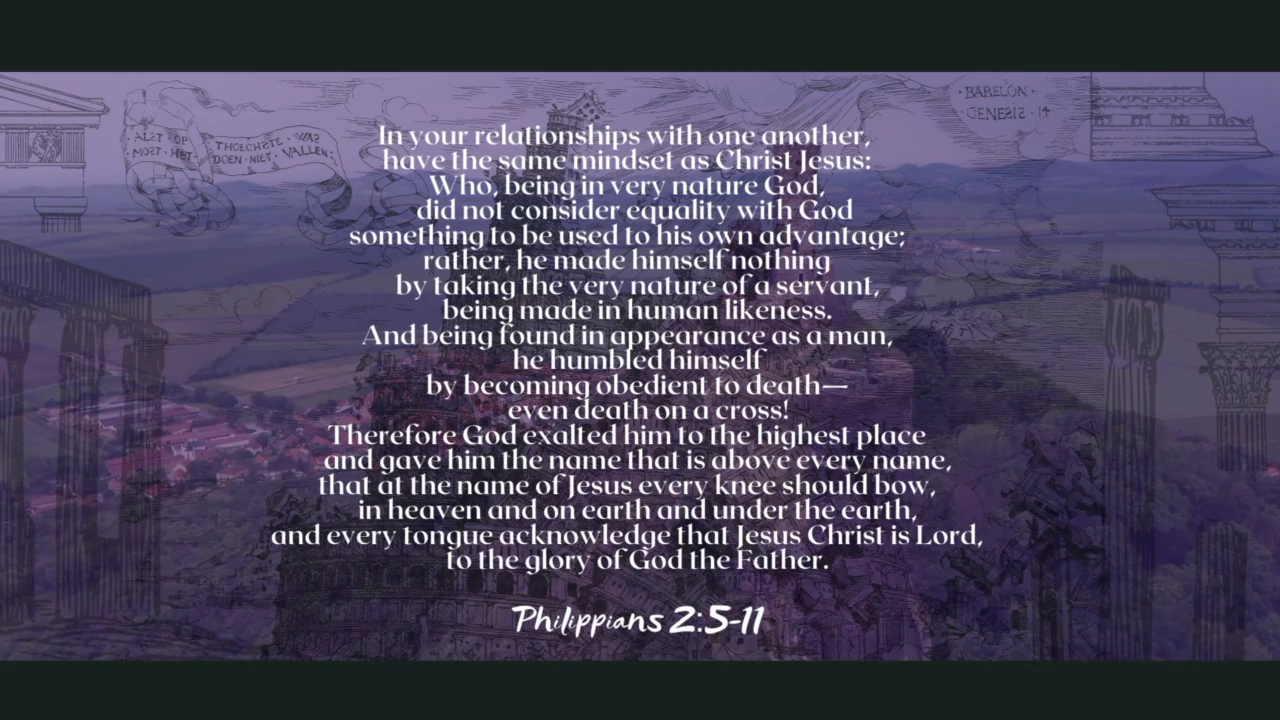 ALST · OP
MOST · HET
THOECHSTE · WAS
DOEN · NIET · VALLEN ·
· BABELON ·
GENESIS · 14
In your relationships with one another,
have the same mindset as Christ Jesus:
Who, being in very nature God,
did not consider equality with God
something to be used to his own advantage;
rather, he made himself nothing
by taking the very nature of a servant,
being made in human likeness.
And being found in appearance as a man,
he humbled himself
by becoming obedient to death—
even death on a cross!
Therefore God exalted him to the highest place
and gave him the name that is above every name,
that at the name of Jesus every knee should bow,
in heaven and on earth and under the earth,
and every tongue acknowledge that Jesus Christ is Lord,
to the glory of God the Father.
Philippians 2:5-11